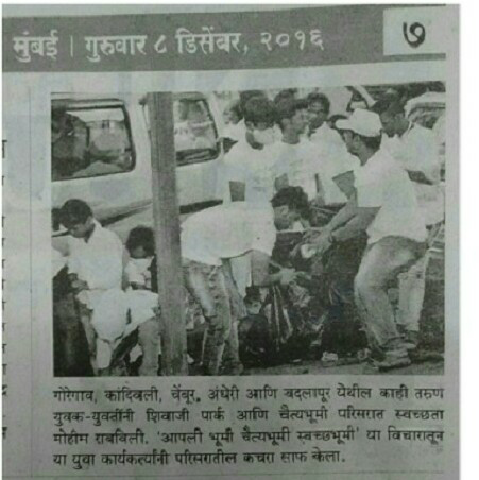 मुंबई | गुरुवार ८ डिसेंबर, २०१६
७
गोरेगाव, कांदिवली, चेंबूर, अंधेरी आणि बदलापूर येथील काही तरुण
युवक-युवतींनी शिवाजी पार्क आणि चैत्यभूमी परिसरात स्वच्छता
मोहीम राबविली. 'आपली भूमी चैत्यभूमी स्वच्छभूमी' या विचारातून
या युवा कार्यकर्त्यांनी परिसरातील कचरा साफ केला.